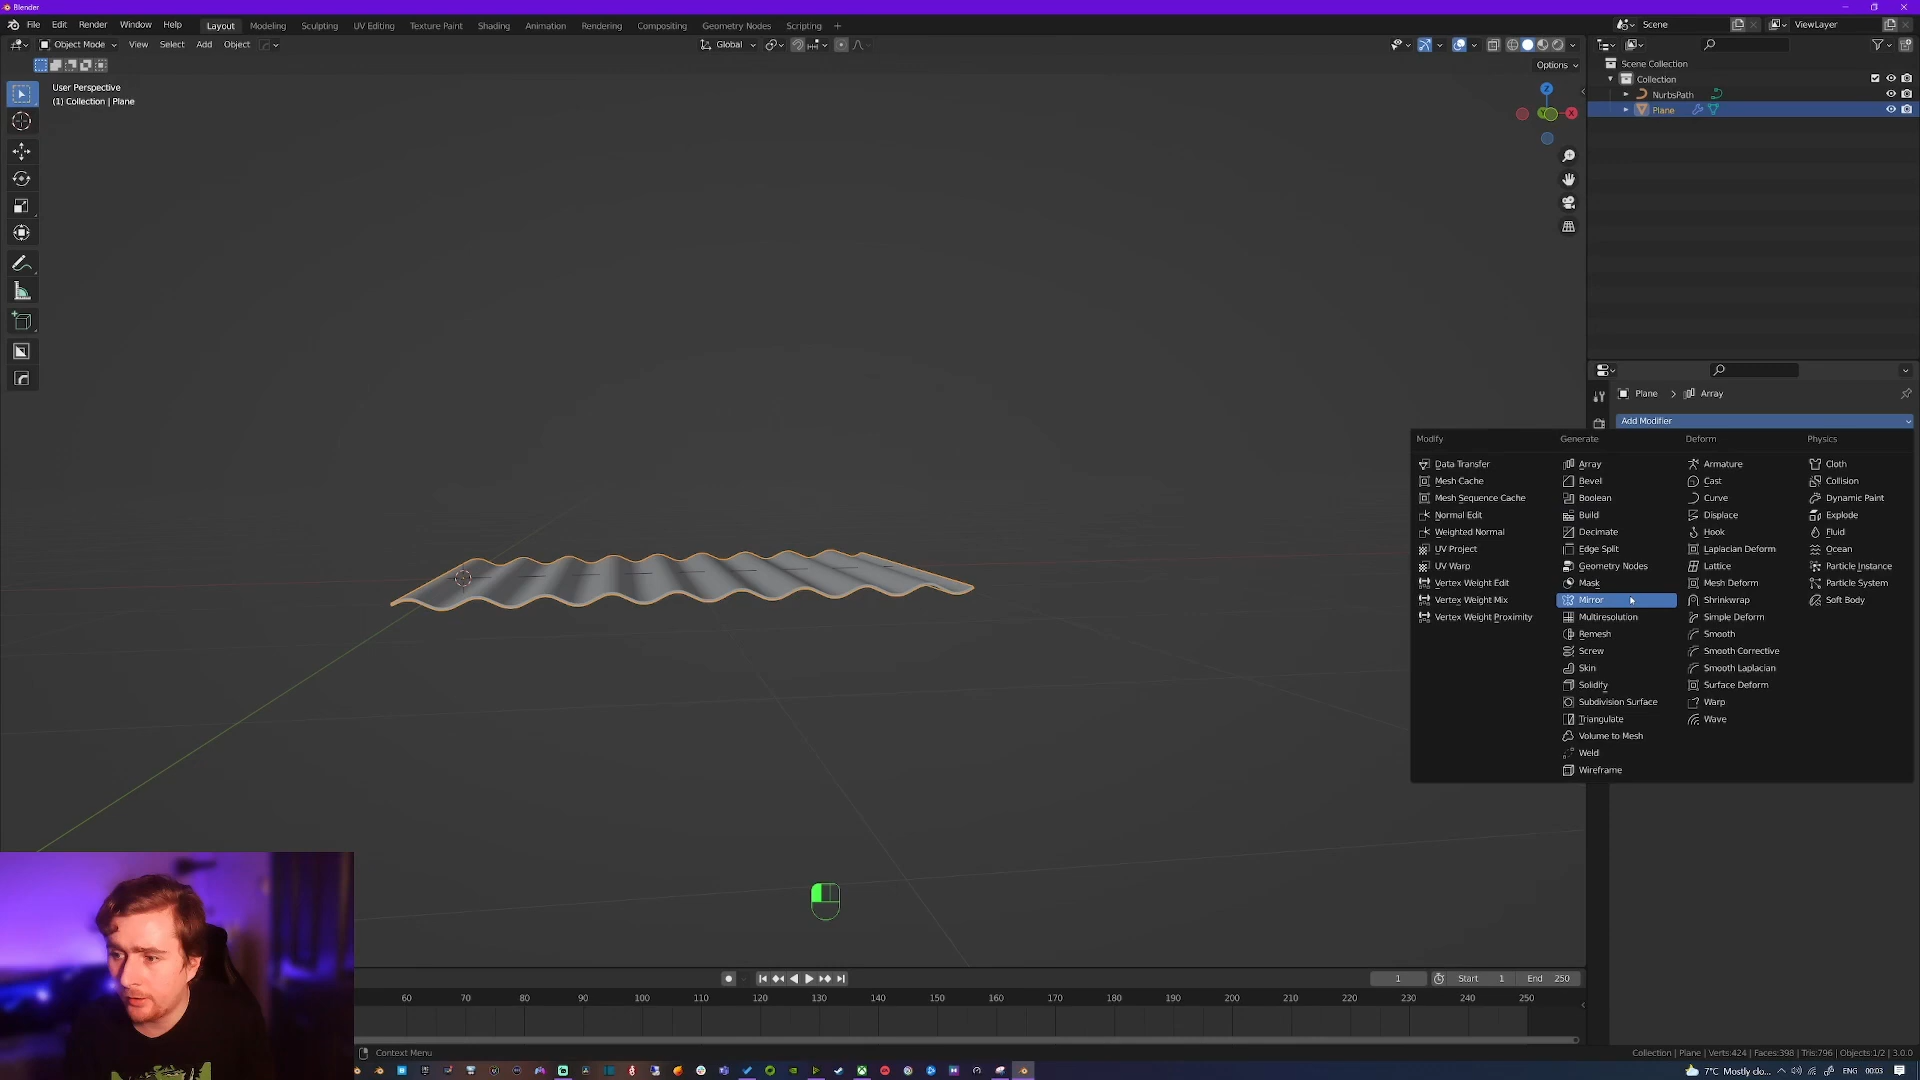 Blender
File Edit Render Window Help
Layout Modeling Sculpting UV Editing Texture Paint Shading Animation Rendering Compositing Geometry Nodes Scripting +
Scene
ViewLayer
Object Mode View Select Add Object
Global
Options
User Perspective
(1) Collection | Plane
Z
X
Scene Collection
Collection
NurbsPath
Plane
Plane > Array
Add Modifier
Modify Generate Deform Physics
Data Transfer Array Armature Cloth
Mesh Cache Bevel Cast Collision
Mesh Sequence Cache Boolean Curve Dynamic Paint
Normal Edit Build Displace Explode
Weighted Normal Decimate Hook Fluid
UV Project Edge Split Laplacian Deform Ocean
UV Warp Geometry Nodes Lattice Particle Instance
Vertex Weight Edit Mask Mesh Deform Particle System
Vertex Weight Mix Mirror Shrinkwrap Soft Body
Vertex Weight Proximity Multiresolution Simple Deform
Remesh Smooth
Screw Smooth Corrective
Skin Smooth Laplacian
Solidify Surface Deform
Subdivision Surface Warp
Triangulate Wave
Volume to Mesh
Weld
Wireframe
1 Start 1 End 250
60 70 80 90 100 110 120 130 140 150 160 170 180 190 200 210 220 230 240 250
Context Menu
Collection | Plane | Verts:424 | Faces:398 | Tris:796 | Objects:1/2 | 3.0.0
7°C Mostly clo... ENG 00:03